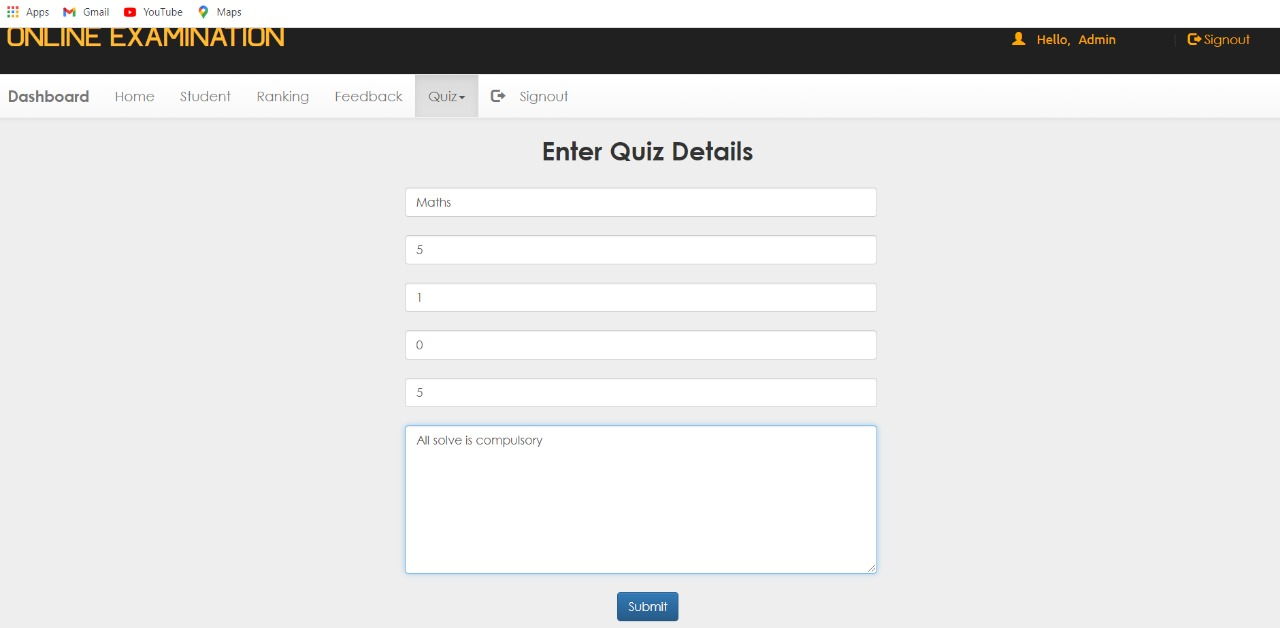 Apps Gmail YouTube Maps
ONLINE EXAMINATION Hello, Admin | Signout
Dashboard Home Student Ranking Feedback Quiz Signout
Enter Quiz Details
Maths
5
1
0
5
All solve is compulsory
Submit